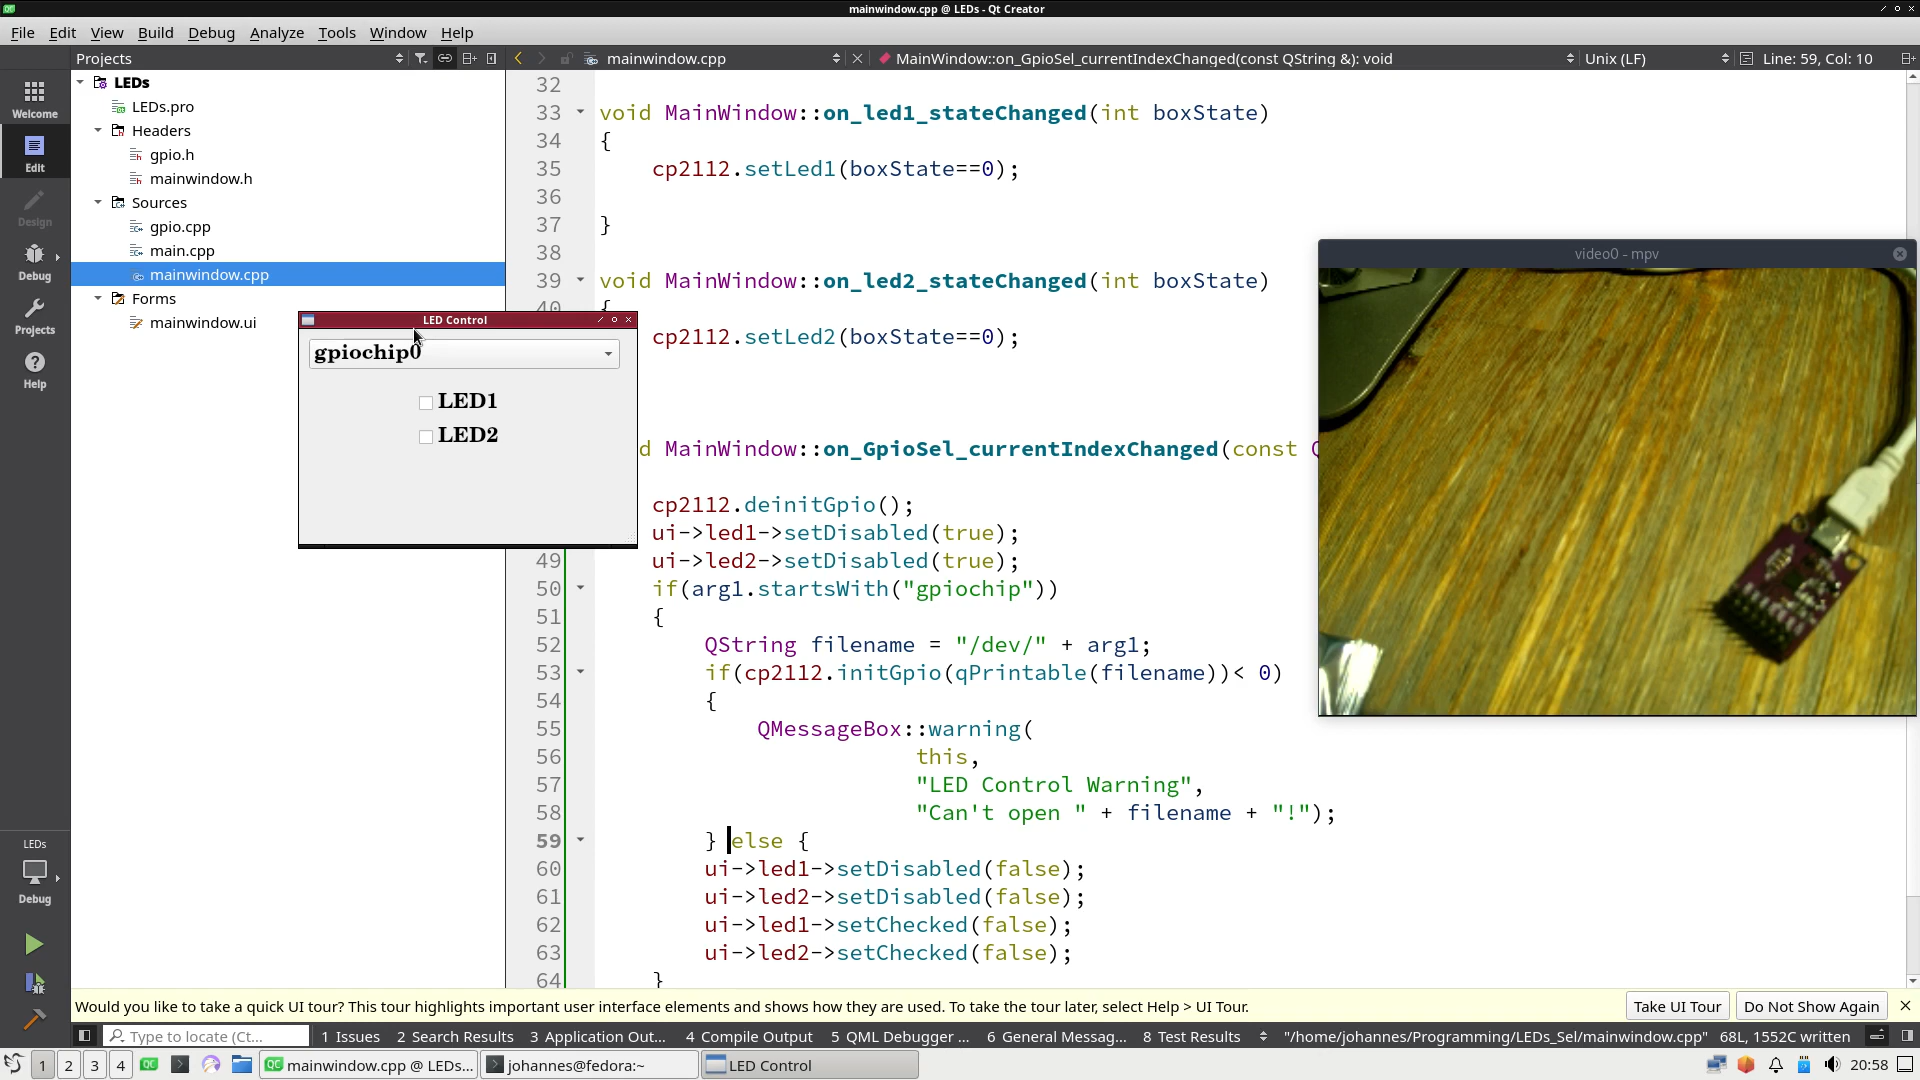 mainwindow.cpp @ LEDs - Qt Creator
File Edit View Build Debug Analyze Tools Window Help
Projects
mainwindow.cpp
MainWindow::on_GpioSel_currentIndexChanged(const QString &): void
Unix (LF)
Line: 59, Col: 10
Welcome
Edit
Design
Debug
Projects
Help
LEDs
Debug
LEDs
LEDs.pro
Headers
gpio.h
mainwindow.h
Sources
gpio.cpp
main.cpp
mainwindow.cpp
Forms
mainwindow.ui
32
33 void MainWindow::on_led1_stateChanged(int boxState)
34 {
35 cp2112.setLed1(boxState==0);
36
37 }
38
39 void MainWindow::on_led2_stateChanged(int boxState)
40 {
cp2112.setLed2(boxState==0);
d MainWindow::on_GpioSel_currentIndexChanged(const Q
cp2112.deinitGpio();
ui->led1->setDisabled(true);
49 ui->led2->setDisabled(true);
50 if(arg1.startsWith("gpiochip"))
51 {
52 QString filename = "/dev/" + arg1;
53 if(cp2112.initGpio(qPrintable(filename))< 0)
54 {
55 QMessageBox::warning(
56 this,
57 "LED Control Warning",
58 "Can't open " + filename + "!");
59 } else {
60 ui->led1->setDisabled(false);
61 ui->led2->setDisabled(false);
62 ui->led1->setChecked(false);
63 ui->led2->setChecked(false);
64 }
LED Control
gpiochip0
LED1
LED2
video0 - mpv
Would you like to take a quick UI tour? This tour highlights important user interface elements and shows how they are used. To take the tour later, select Help > UI Tour.
Take UI Tour
Do Not Show Again
Type to locate (Ct...
1 Issues 2 Search Results 3 Application Out... 4 Compile Output 5 QML Debugger ... 6 General Messag... 8 Test Results
"/home/johannes/Programming/LEDs_Sel/mainwindow.cpp" 68L, 1552C written
1 2 3 4
mainwindow.cpp @ LEDs...
johannes@fedora:~
LED Control
20:58